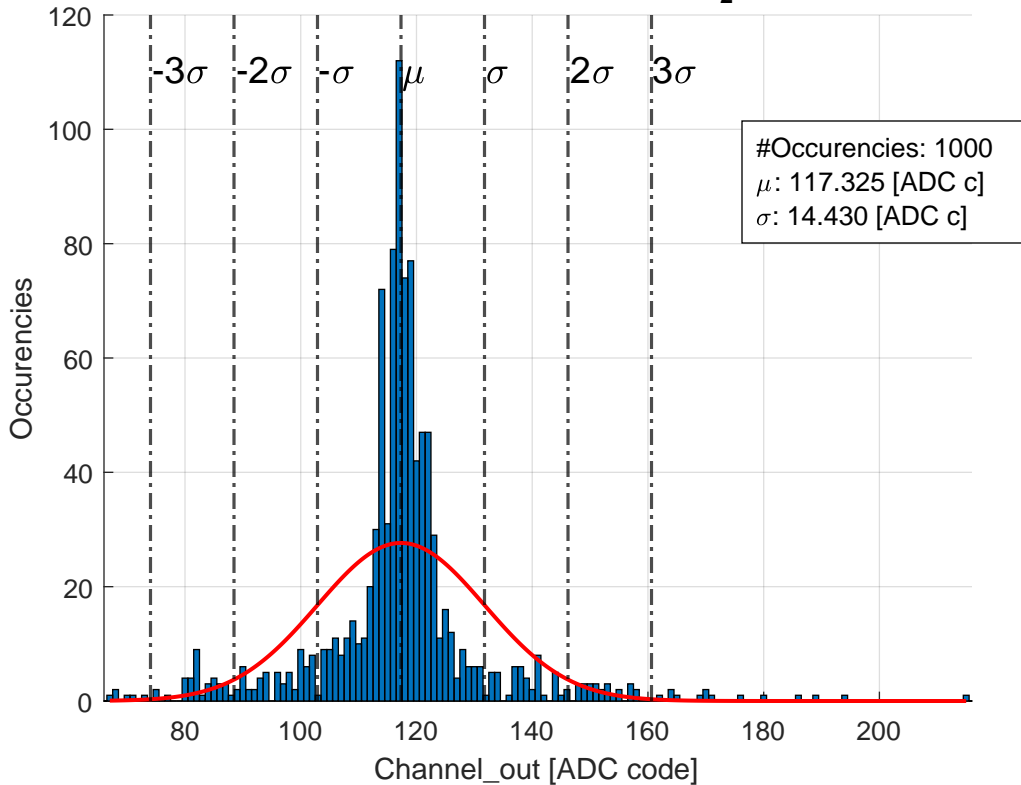 2
120
-3σ -2σ -σ μ σ 2σ 3σ
100
#Occurencies: 1000
μ: 117.325 [ADC c]
σ: 14.430 [ADC c]
80
60
40
20
0
Occurencies
80 100 120 140 160 180 200
Channel_out [ADC code]